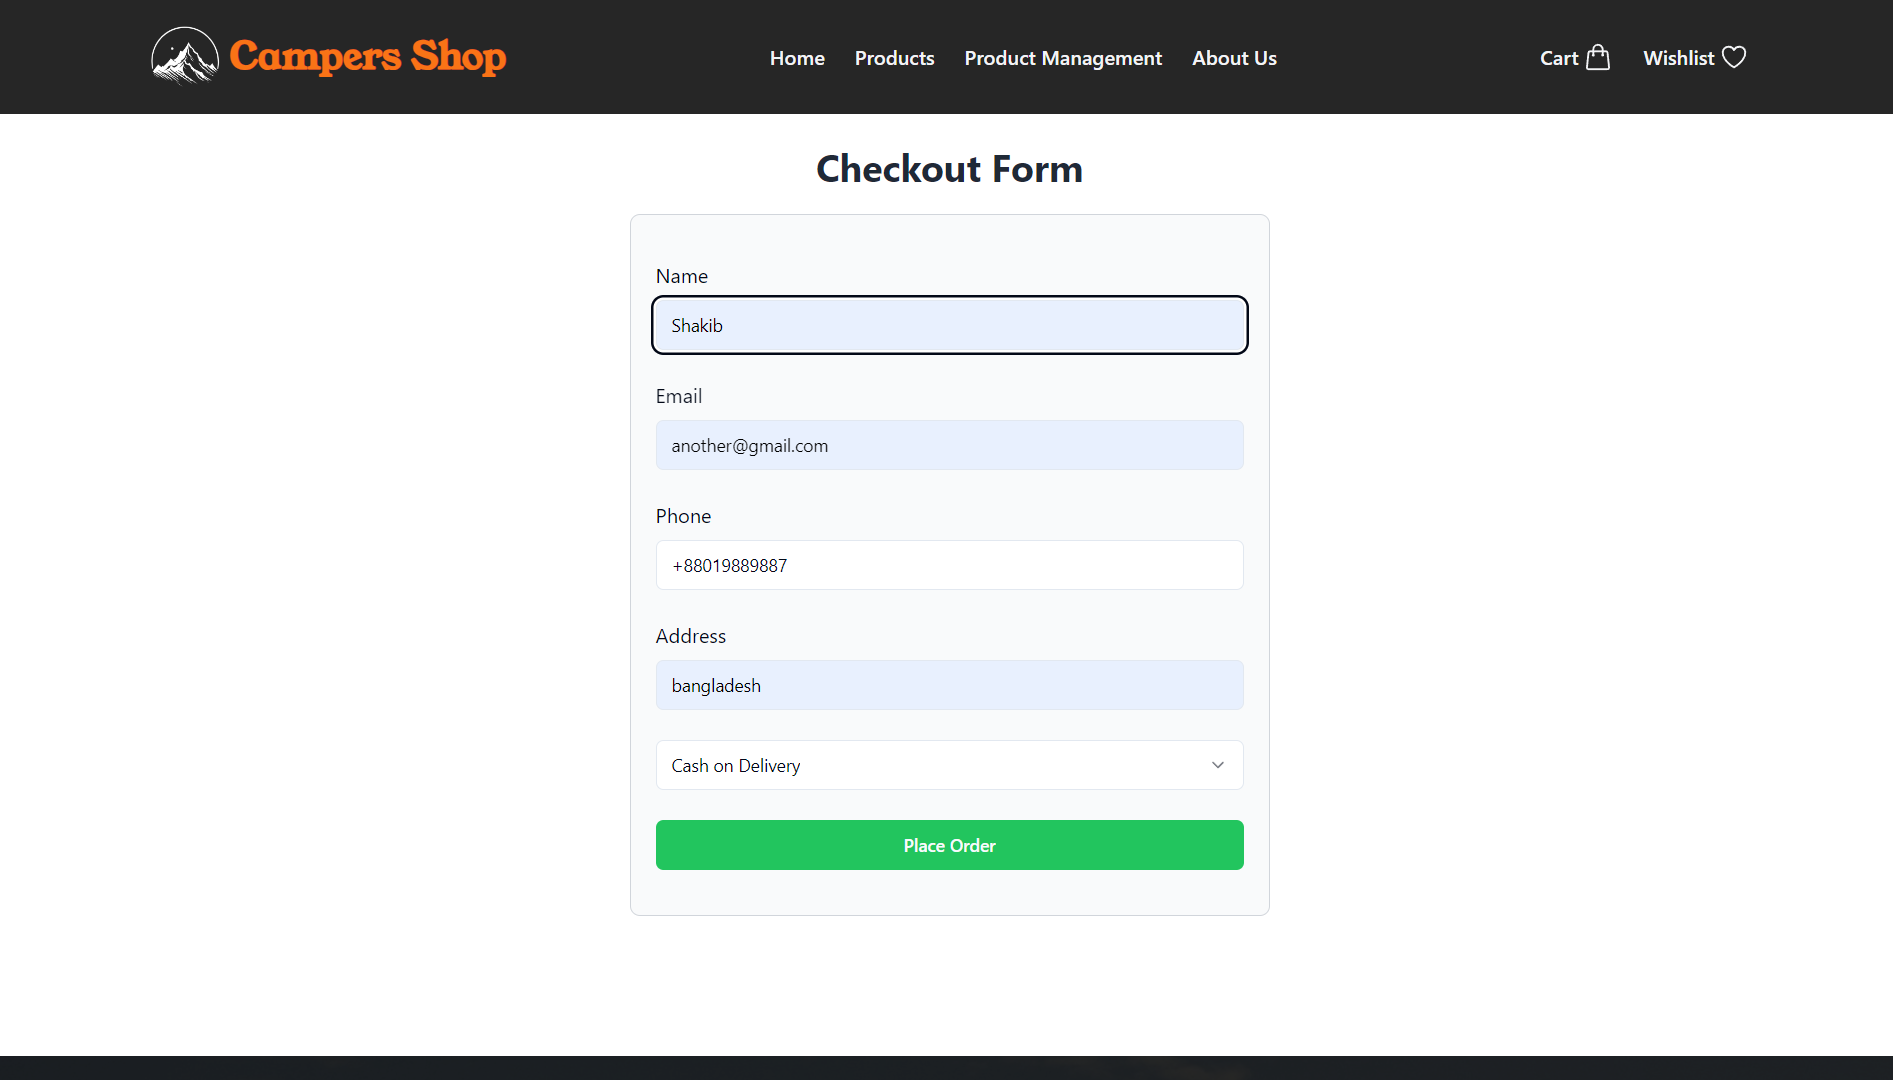 Campers Shop
Home Products Product Management About Us
Cart Wishlist
Checkout Form
Name
Shakib
Email
another@gmail.com
Phone
+88019889887
Address
bangladesh
Cash on Delivery
Place Order